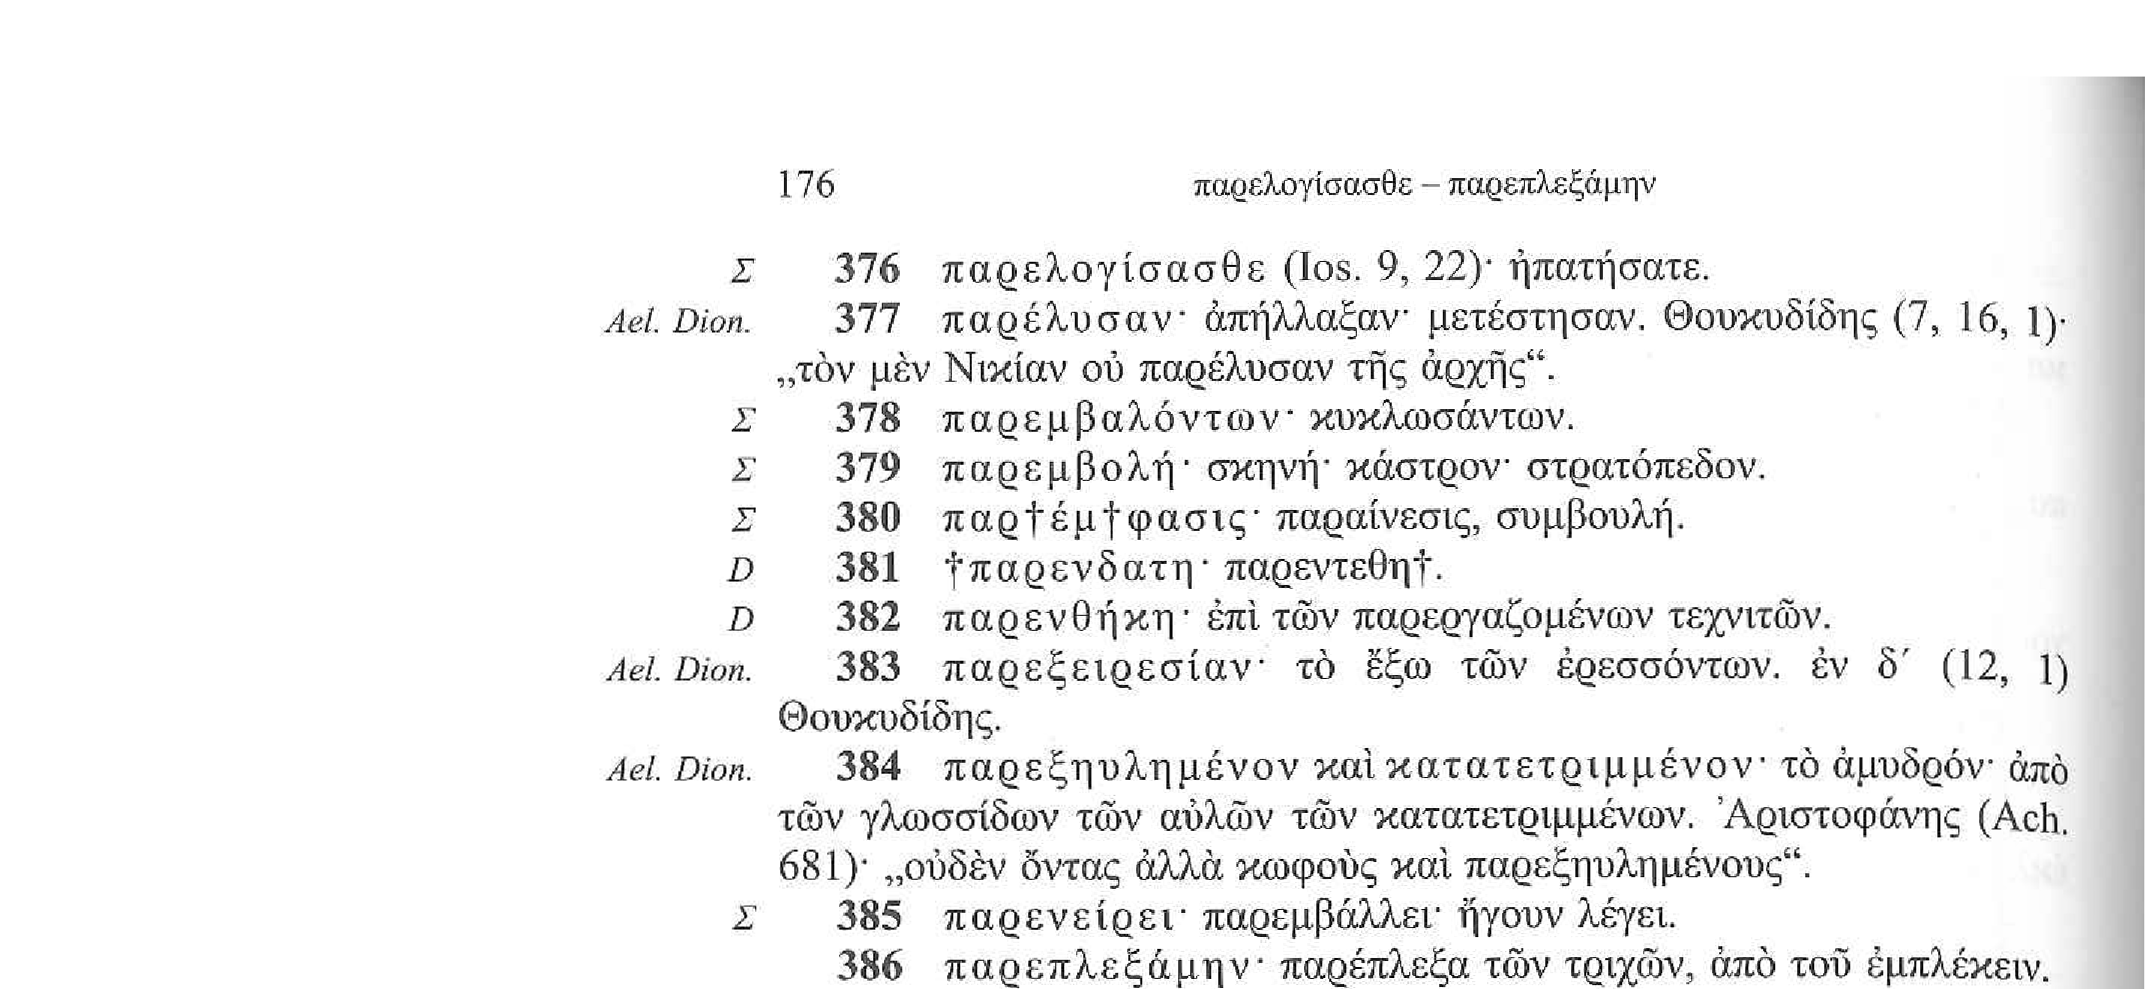 176 παρελογίσασθε – παρεπλεξάμην
Σ 376 παρελογίσασθε (Ios. 9, 22)· ἠπατήσατε.
Ael. Dion. 377 παρέλυσαν· ἀπήλλαξαν· μετέστησαν. Θουκυδίδης (7, 16, 1)·
„τὸν μὲν Νικίαν οὐ παρέλυσαν τῆς ἀρχῆς“.
Σ 378 παρεμβαλόντων· κυκλωσάντων.
Σ 379 παρεμβολή· σκηνή· κάστρον· στρατόπεδον.
Σ 380 παρ†έμ†φασις· παραίνεσις, συμβουλή.
D 381 †παρενδατη· παρεντεθη†.
D 382 παρενθήκη· ἐπὶ τῶν παρεργαζομένων τεχνιτῶν.
Ael. Dion. 383 παρεξειρεσίαν· τὸ ἔξω τῶν ἐρεσσόντων. ἐν δ′ (12, 1)
Θουκυδίδης.
Ael. Dion. 384 παρεξηυλημένον καὶ κατατετριμμένον· τὸ ἀμυδρόν· ἀπὸ
τῶν γλωσσίδων τῶν αὐλῶν τῶν κατατετριμμένων. Ἀριστοφάνης (Ach.
681)· „οὐδὲν ὄντας ἀλλὰ κωφοὺς καὶ παρεξηυλημένους“.
Σ 385 παρενείρει· παρεμβάλλει· ἤγουν λέγει.
386 παρεπλεξάμην· παρέπλεξα τῶν τριχῶν, ἀπὸ τοῦ ἐμπλέκειν.